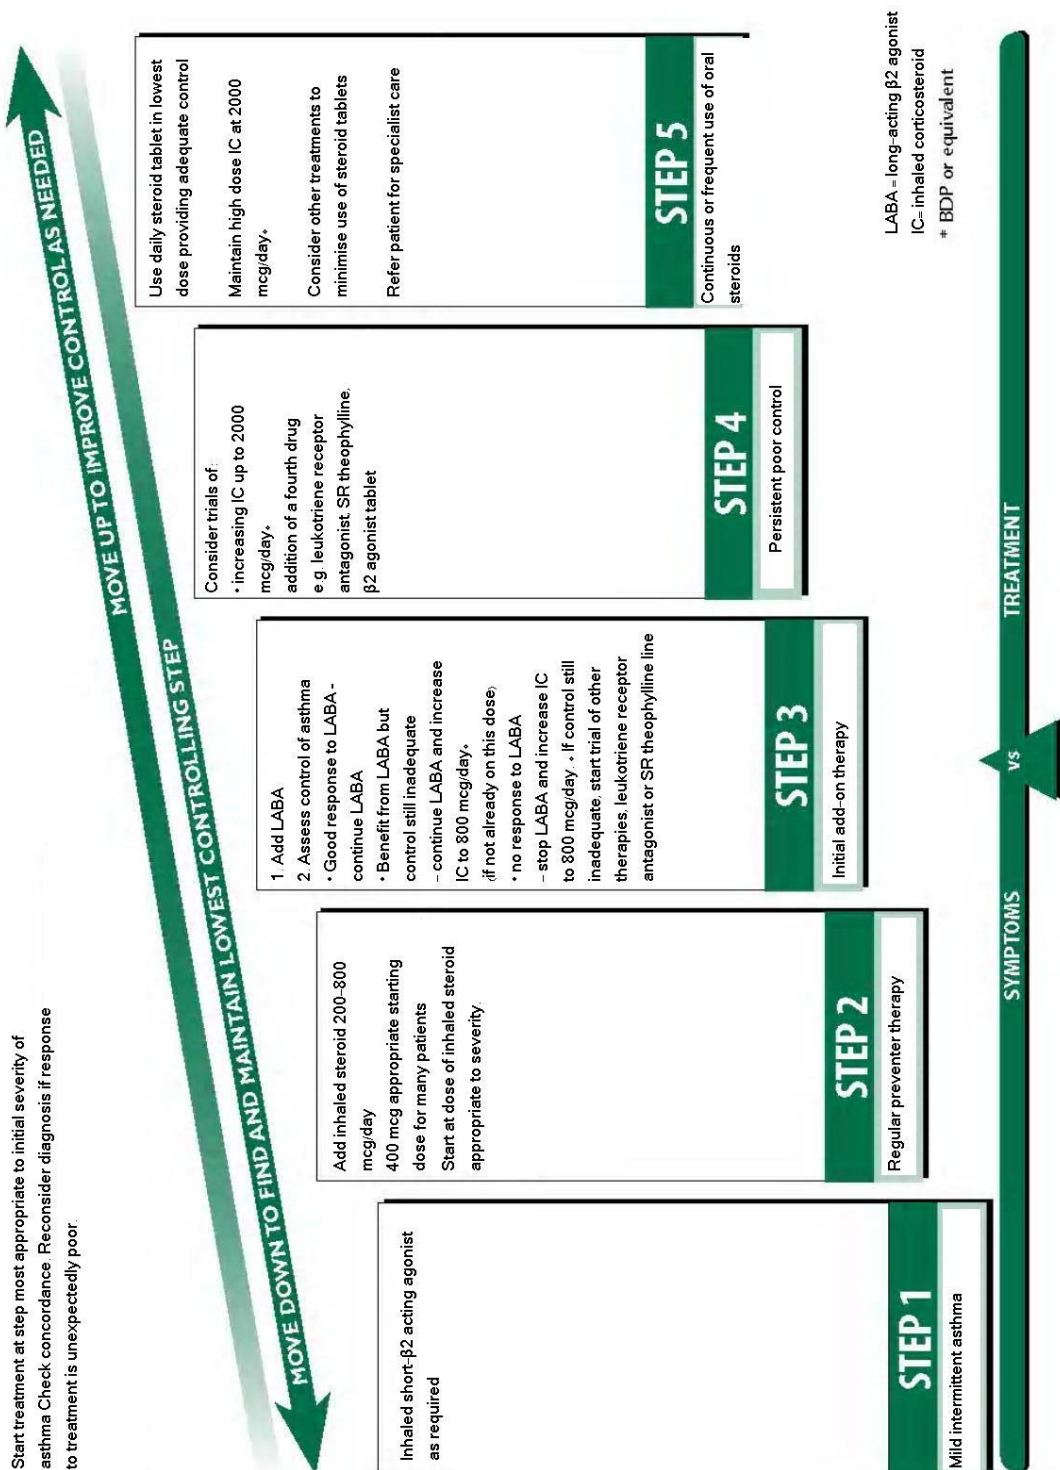 Start treatment at step most appropriate to initial severity of
asthma Check concordance. Reconsider diagnosis if response
to treatment is unexpectedly poor.
MOVE UP TO IMPROVE CONTROL AS NEEDED
MOVE DOWN TO FIND AND MAINTAIN LOWEST CONTROLLING STEP
Inhaled short-β2 acting agonist
as required
STEP 1
Mild intermittent asthma
Add inhaled steroid 200-800
mcg/day
400 mcg appropriate starting
dose for many patients
Start at dose of inhaled steroid
appropriate to severity.
STEP 2
Regular preventer therapy
1. Add LABA
2. Assess control of asthma
• Good response to LABA -
continue LABA
• Benefit from LABA but
control still inadequate
– continue LABA and increase
IC to 800 mcg/day.*
(if not already on this dose)
• no response to LABA
– stop LABA and increase IC
to 800 mcg/day. * If control still
inadequate, start trial of other
therapies, leukotriene receptor
antagonist or SR theophylline line
STEP 3
Initial add-on therapy
Consider trials of:
• increasing IC up to 2000
mcg/day*
addition of a fourth drug
e.g. leukotriene receptor
antagonist, SR theophylline,
β2 agonist tablet
STEP 4
Persistent poor control
Use daily steroid tablet in lowest
dose providing adequate control
Maintain high dose IC at 2000
mcg/day*
Consider other treatments to
minimise use of steroid tablets
Refer patient for specialist care
STEP 5
Continuous or frequent use of oral
steroids
LABA = long-acting β2 agonist
IC= inhaled corticosteroid
* BDP or equivalent
SYMPTOMS vs TREATMENT